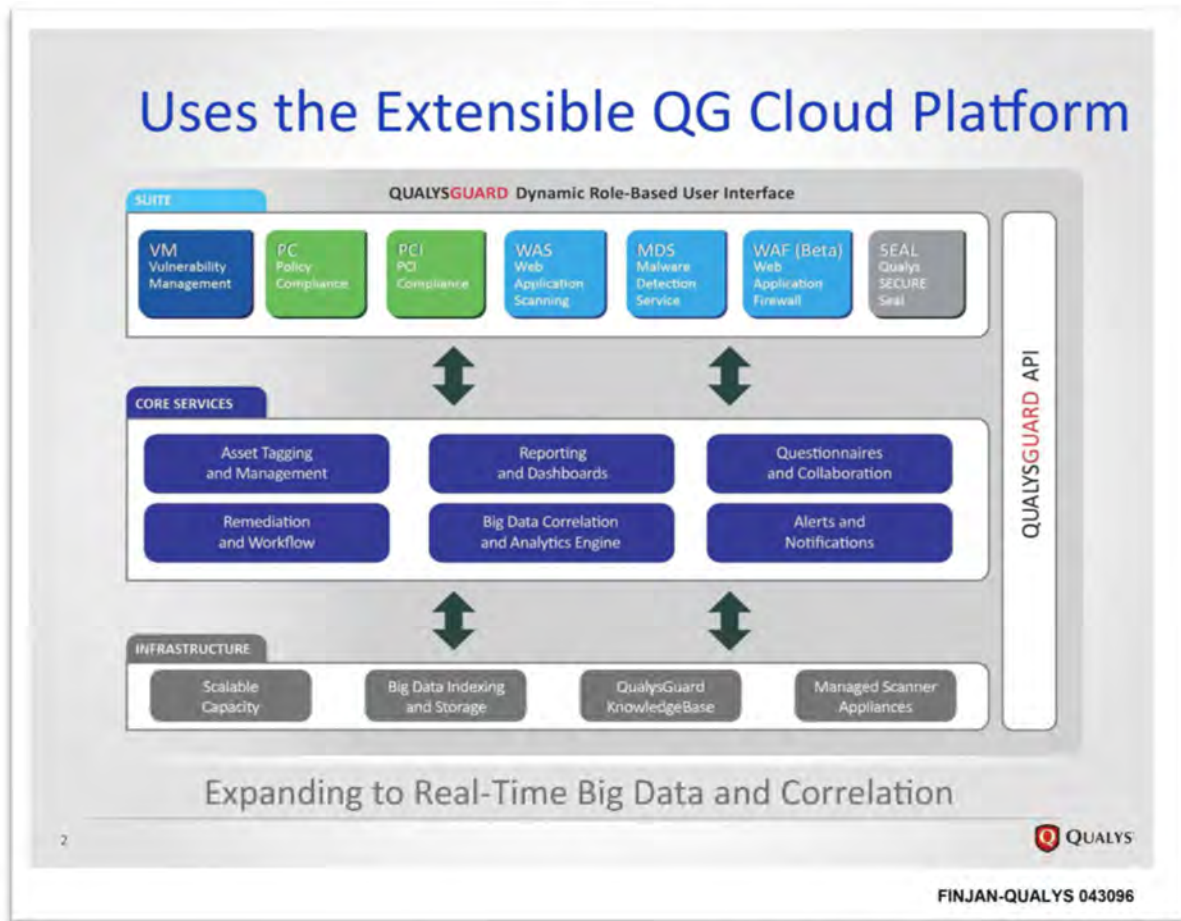 Uses the Extensible QG Cloud Platform
SUITE
QUALYSGUARD Dynamic Role-Based User Interface
VM
Vulnerability
Management
PC
Policy
Compliance
PCI
PCI
Compliance
WAS
Web
Application
Scanning
MDS
Malware
Detection
Service
WAF (Beta)
Web
Application
Firewall
SEAL
Qualys
SECURE
Seal
CORE SERVICES
Asset Tagging
and Management
Reporting
and Dashboards
Questionnaires
and Collaboration
Remediation
and Workflow
Big Data Correlation
and Analytics Engine
Alerts and
Notifications
INFRASTRUCTURE
Scalable
Capacity
Big Data Indexing
and Storage
QualysGuard
KnowledgeBase
Managed Scanner
Appliances
QUALYSGUARD API
Expanding to Real-Time Big Data and Correlation
2
QUALYS
FINJAN-QUALYS 043096